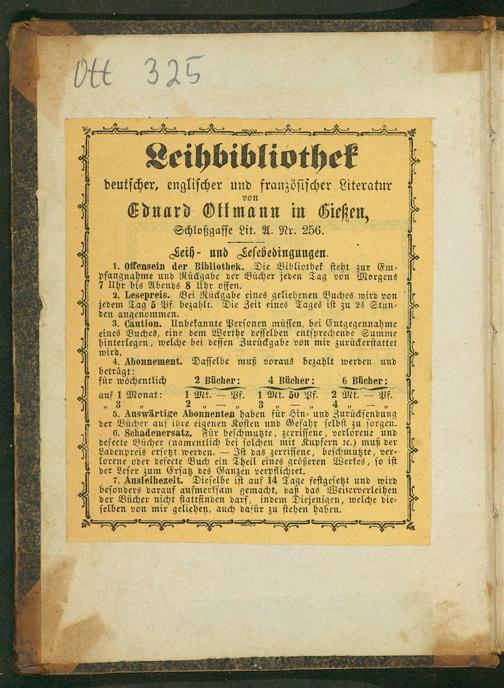 Ott 325
Leihbibliothek
deutscher, englischer und französischer Literatur
von
Eduard Ottmann in Gießen,
Schloßgasse Lit. A. Nr. 256.
Leih- und Lesebedingungen.
1. Offensein der Bibliothek. Die Bibliothek steht zur Em-
pfangnahme und Rückgabe der Bücher jeden Tag von Morgens
7 Uhr bis Abends 8 Uhr offen.
2. Lesepreis. Bei Rückgabe eines geliehenen Buches wird von
jedem Tag 5 Pf. bezahlt. Die Zeit eines Tages ist zu 24 Stun-
den angenommen.
3. Caution. Unbekannte Personen müssen, bei Entgegennahme
eines Buches, eine dem Werthe desselben entsprechende Summe
hinterlegen, welche bei dessen Zurückgabe von mir zurückerstattet
wird.
4. Abonnement. Dasselbe muß voraus bezahlt werden und
beträgt:
für wöchentlich 2 Bücher: 4 Bücher: 6 Bücher:
auf 1 Monat: 1 Mk. — Pf. 1 Mk. 50 Pf. 2 Mk. — Pf.
„ 3 „ 2 „ — „ 3 „ — „ 4 „ — „
5. Auswärtige Abonnenten haben für Hin- und Zurücksendung
der Bücher auf ihre eigenen Kosten und Gefahr selbst zu sorgen.
6. Schadenersatz. Für beschmutzte, zerrissene, verlorene und
defecte Bücher (namentlich bei solchen mit Kupfern ꝛc.) muß der
Ladenpreis ersetzt werden. — Ist das zerrissene, beschmutzte, ver-
lorene oder defecte Buch ein Theil eines größeren Werkes, so ist
der Leser zum Ersatz des Ganzen verpflichtet.
7. Ausleihezeit. Dieselbe ist auf 14 Tage festgesetzt und wird
besonders darauf aufmerksam gemacht, daß das Weiterverleihen
der Bücher nicht stattfinden darf, indem Diejenigen, welche die-
selben von mir geliehen, auch dafür zu stehen haben.